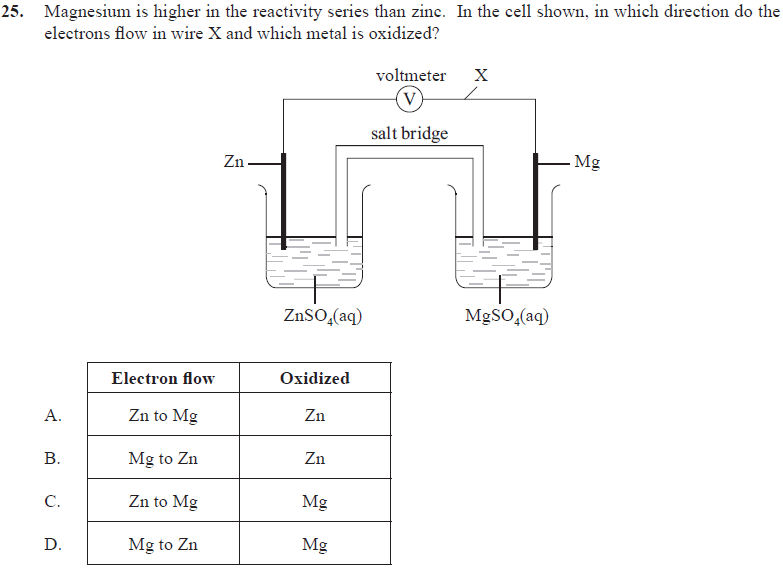 25. Magnesium is higher in the reactivity series than zinc. In the cell shown, in which direction do the
electrons flow in wire X and which metal is oxidized?
voltmeter X
V
salt bridge
Zn Mg
ZnSO₄(aq) MgSO₄(aq)
Electron flow Oxidized
A. Zn to Mg Zn
B. Mg to Zn Zn
C. Zn to Mg Mg
D. Mg to Zn Mg